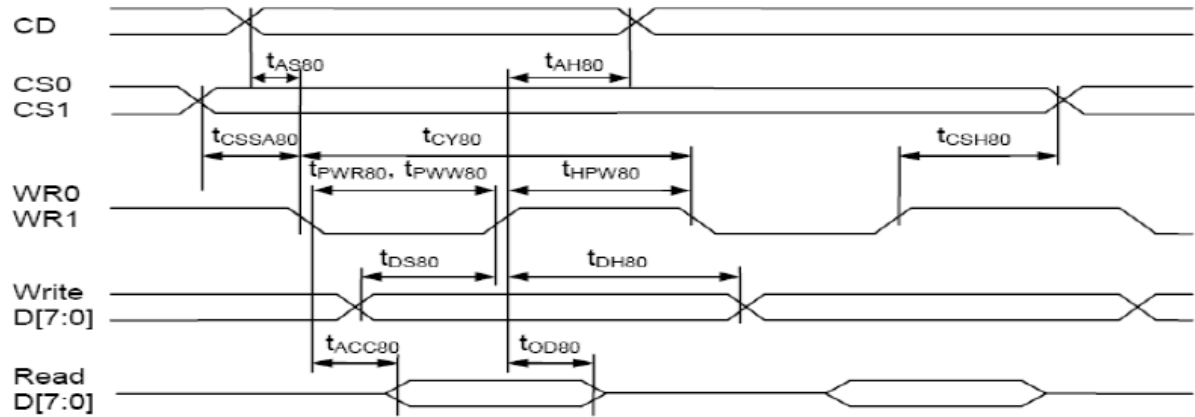 CD
tAS80 tAH80
CS0
CS1
tCSSA80 tCY80 tCSH80
tPWR80, tPWW80 tHPW80
WR0
WR1
tDS80 tDH80
Write
D[7:0]
tACC80 tOD80
Read
D[7:0]